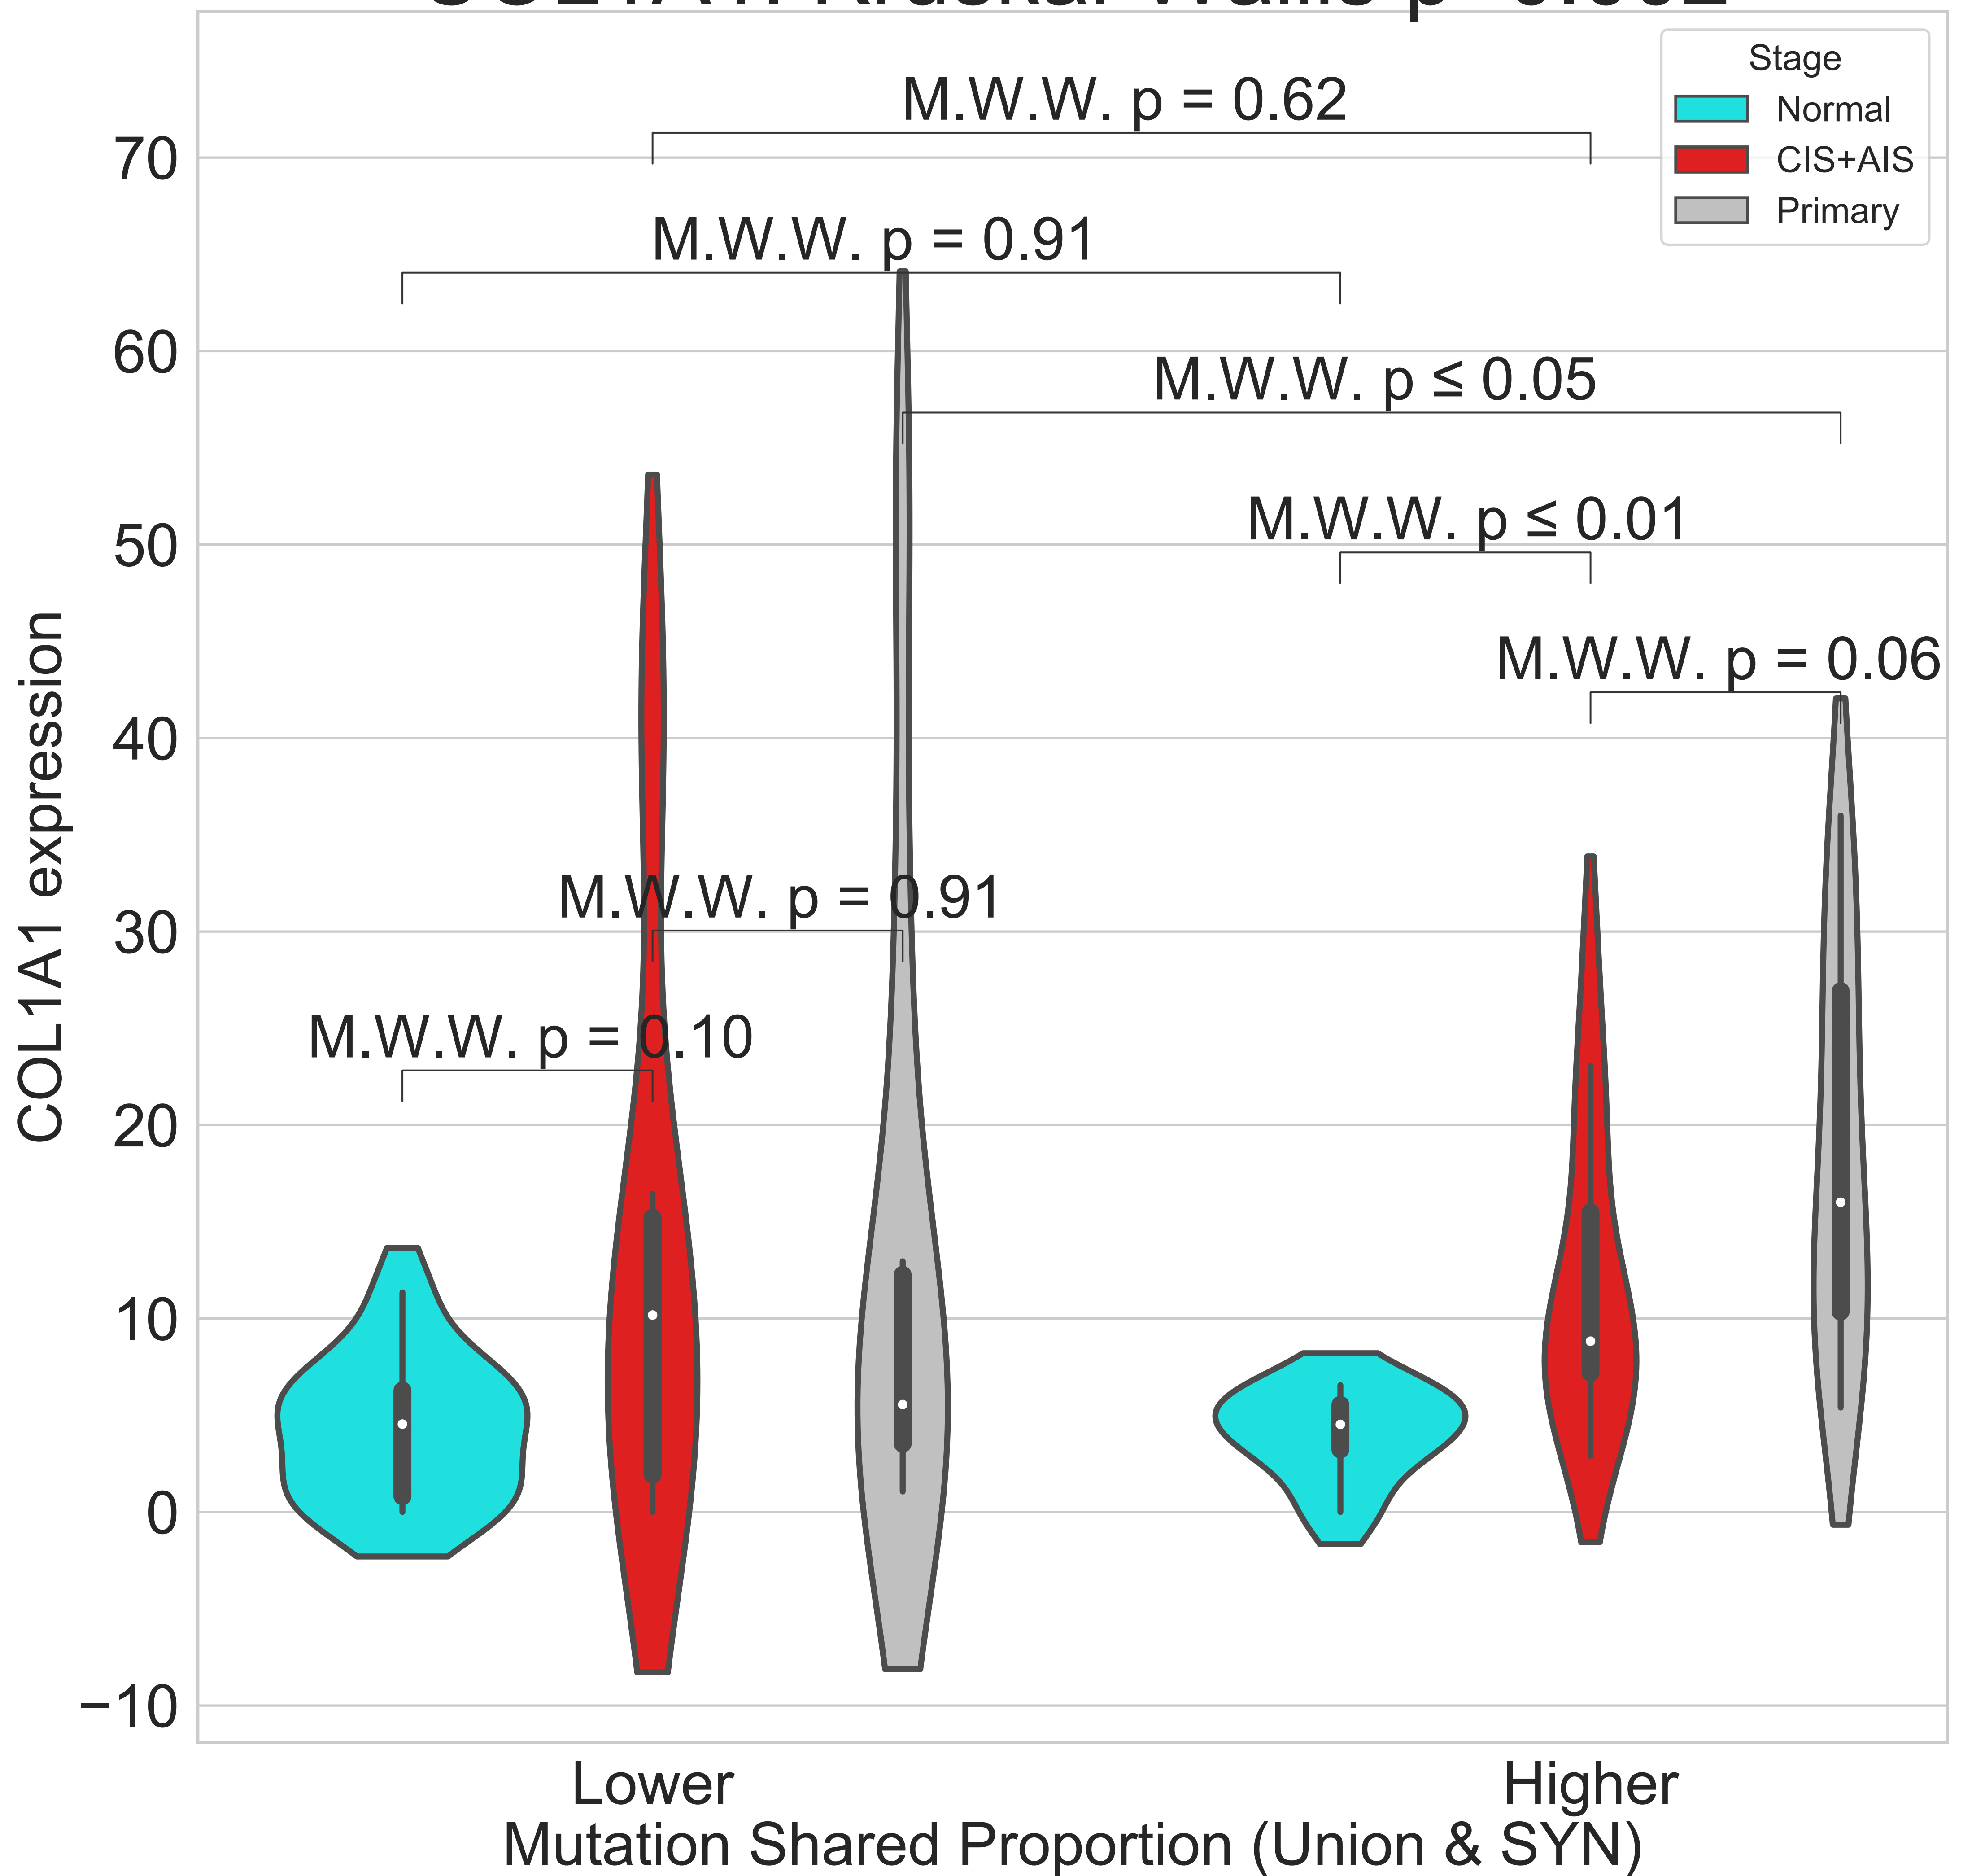 Stage
Normal
CIS+AIS
Primary
M.W.W. p = 0.62
M.W.W. p = 0.91
M.W.W. p ≤ 0.05
M.W.W. p ≤ 0.01
M.W.W. p = 0.06
M.W.W. p = 0.91
M.W.W. p = 0.10
70
60
50
40
30
20
10
0
−10
COL1A1 expression
Lower
Higher
Mutation Shared Proportion (Union & SYN)